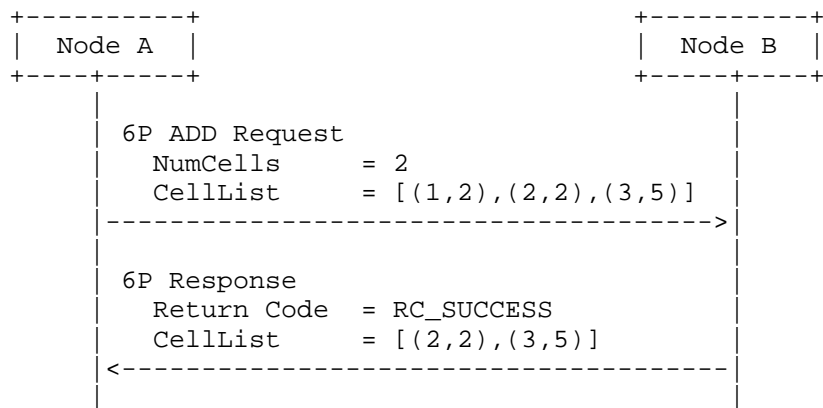 Node A Node B
6P ADD Request
NumCells = 2
CellList = [(1,2),(2,2),(3,5)]
6P Response
Return Code = RC_SUCCESS
CellList = [(2,2),(3,5)]